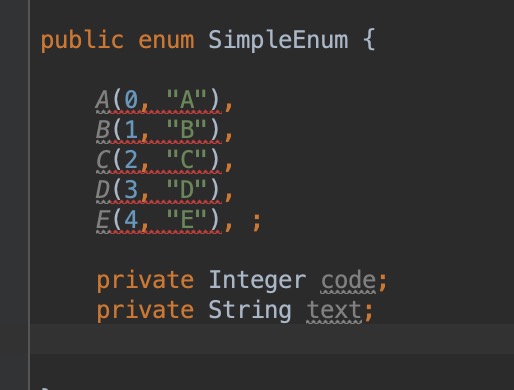 public enum SimpleEnum {
A(0, "A"),
B(1, "B"),
C(2, "C"),
D(3, "D"),
E(4, "E"), ;
private Integer code;
private String text;
}